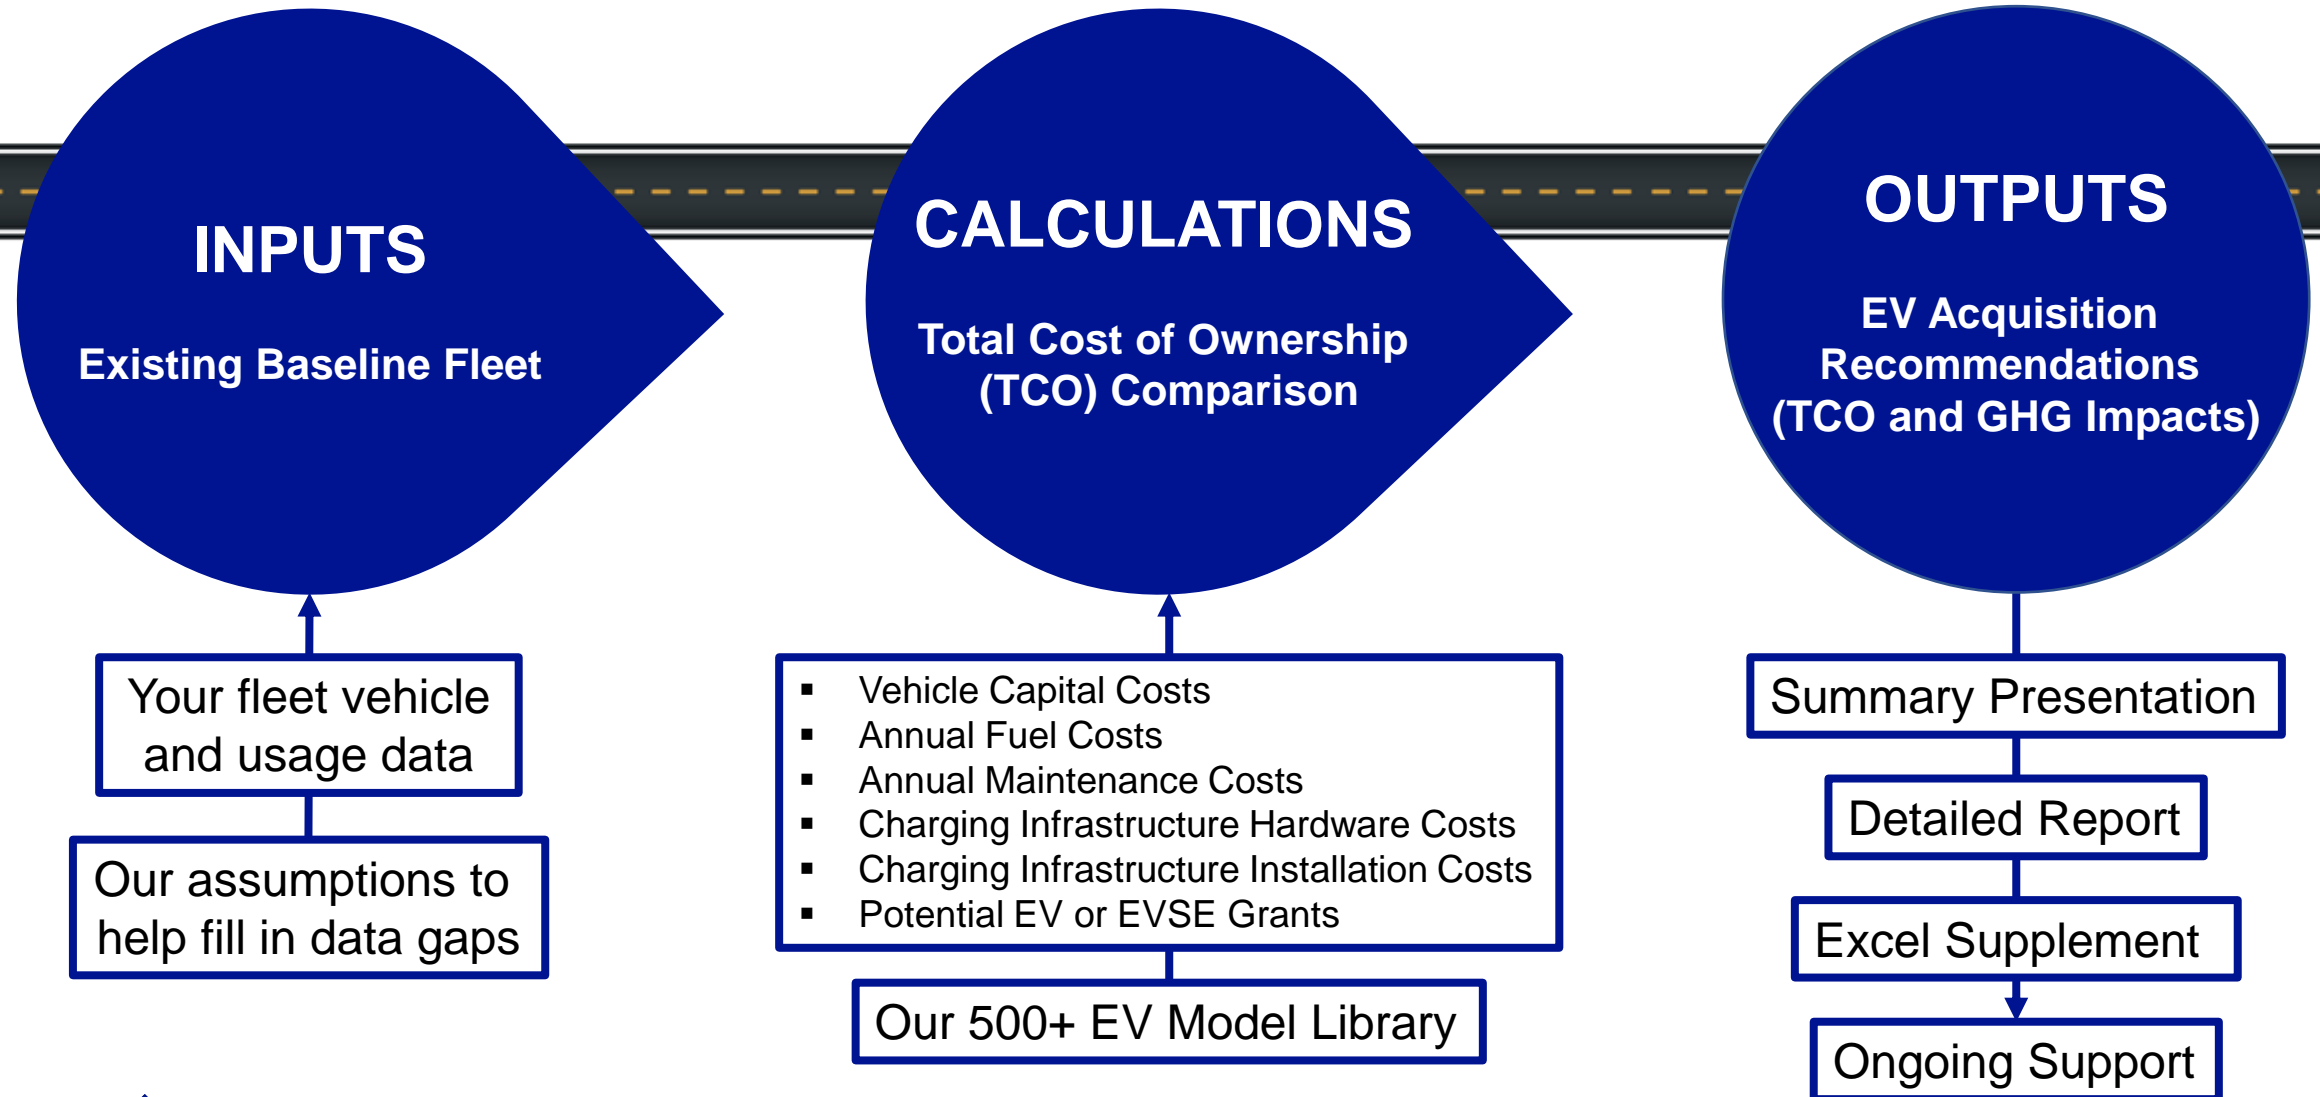 INPUTS
Existing Baseline Fleet
Your fleet vehicle
and usage data
Our assumptions to
help fill in data gaps
CALCULATIONS
Total Cost of Ownership
(TCO) Comparison
▪ Vehicle Capital Costs
▪ Annual Fuel Costs
▪ Annual Maintenance Costs
▪ Charging Infrastructure Hardware Costs
▪ Charging Infrastructure Installation Costs
▪ Potential EV or EVSE Grants
Our 500+ EV Model Library
OUTPUTS
EV Acquisition
Recommendations
(TCO and GHG Impacts)
Summary Presentation
Detailed Report
Excel Supplement
Ongoing Support